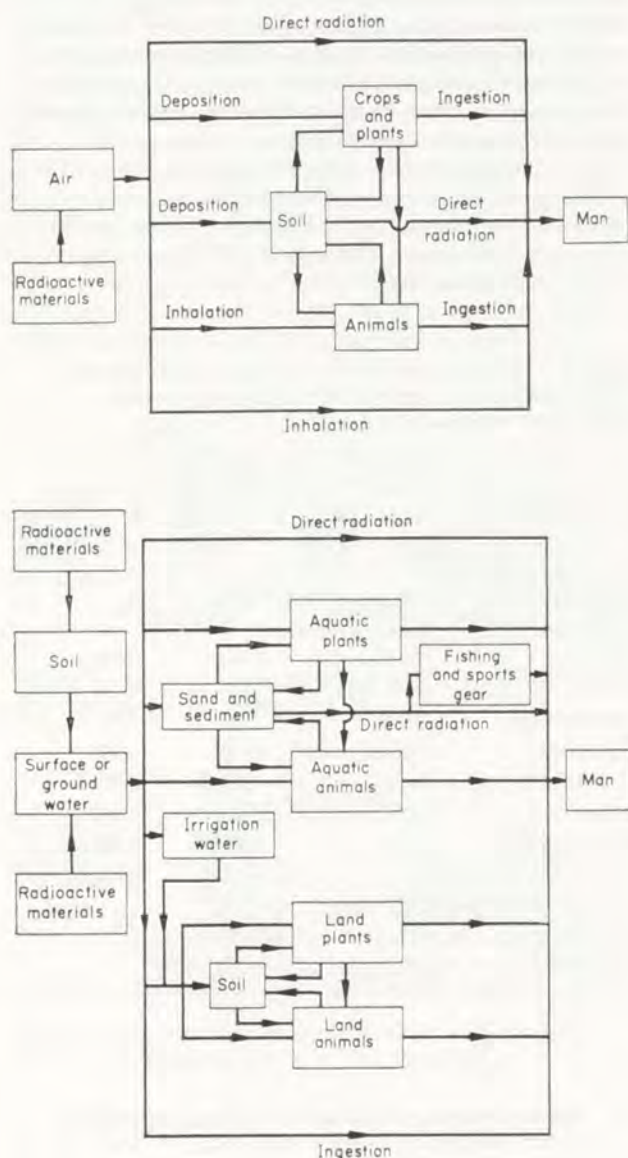 Direct radiation
Deposition
Crops
and
plants
Ingestion
Air
Deposition
Soil
Direct
radiation
Man
Radioactive
materials
Inhalation
Animals
Ingestion
Inhalation
Radioactive
materials
Direct radiation
Aquatic
plants
Soil
Fishing
and sports
gear
Sand and
sediment
Direct radiation
Surface or
ground
water
Aquatic
animals
Man
Irrigation
water
Radioactive
materials
Land
plants
Soil
Land
animals
Ingestion